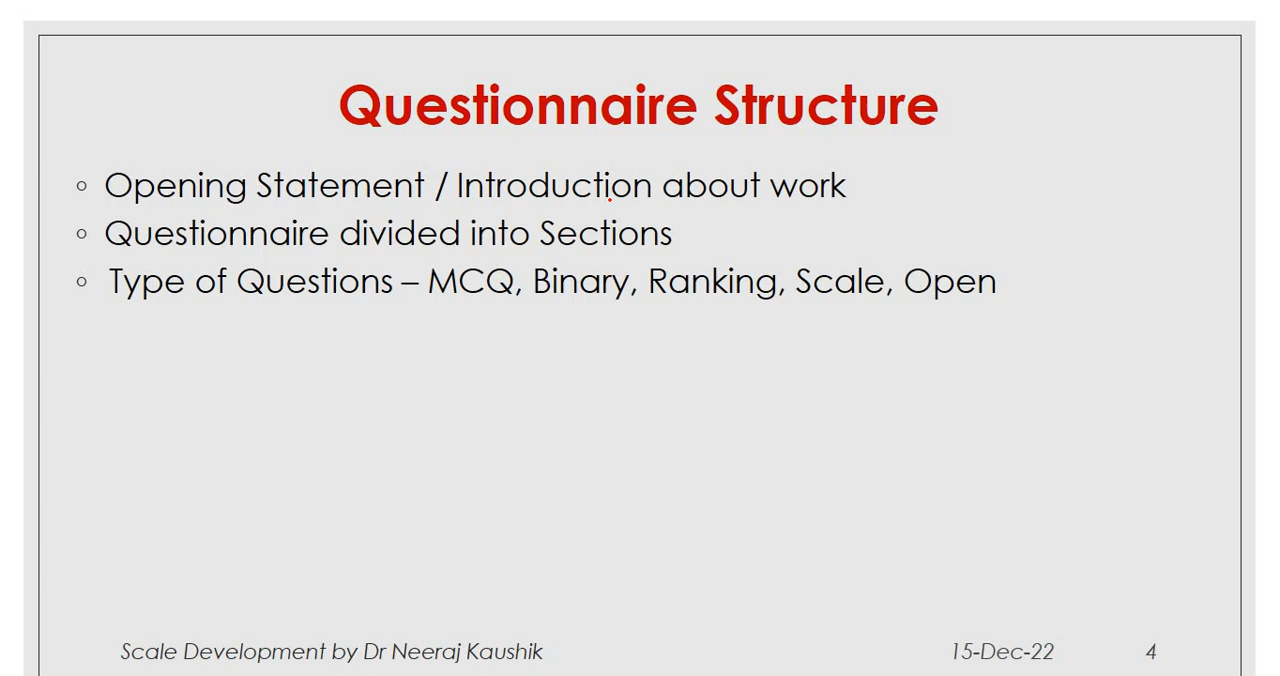 Questionnaire Structure
◦ Opening Statement / Introduction about work
◦ Questionnaire divided into Sections
◦ Type of Questions – MCQ, Binary, Ranking, Scale, Open
Scale Development by Dr Neeraj Kaushik 15-Dec-22 4